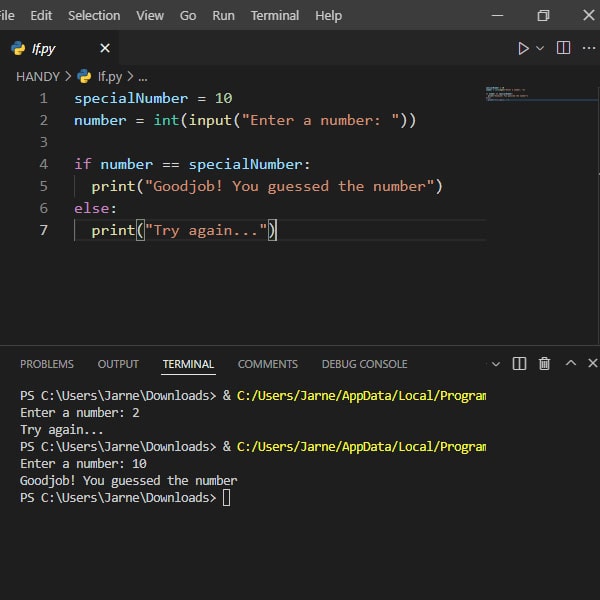 ile Edit Selection View Go Run Terminal Help
If.py
HANDY > If.py > ...
1 specialNumber = 10
2 number = int(input("Enter a number: "))
3
4 if number == specialNumber:
5 print("Goodjob! You guessed the number")
6 else:
7 print("Try again...")
PROBLEMS OUTPUT TERMINAL COMMENTS DEBUG CONSOLE
PS C:\Users\Jarne\Downloads> & C:/Users/Jarne/AppData/Local/Program
Enter a number: 2
Try again...
PS C:\Users\Jarne\Downloads> & C:/Users/Jarne/AppData/Local/Program
Enter a number: 10
Goodjob! You guessed the number
PS C:\Users\Jarne\Downloads>